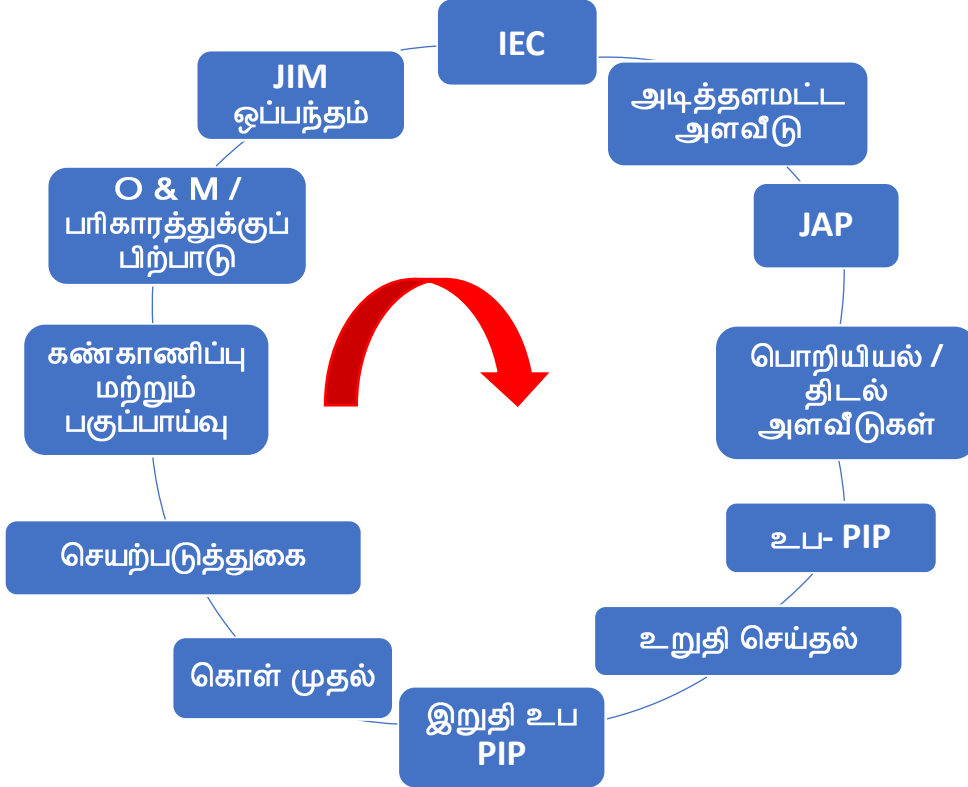 IEC
அடித்தளமட்ட
அளவீடு
JAP
பொறியியல் /
திடல்
அளவீடுகள்
உப- PIP
உறுதி செய்தல்
இறுதி உப
PIP
கொள் முதல்
செயற்படுத்துகை
கண்காணிப்பு
மற்றும்
பகுப்பாய்வு
O & M /
பரிகாரத்துக்குப்
பிற்பாடு
JIM
ஒப்பந்தம்